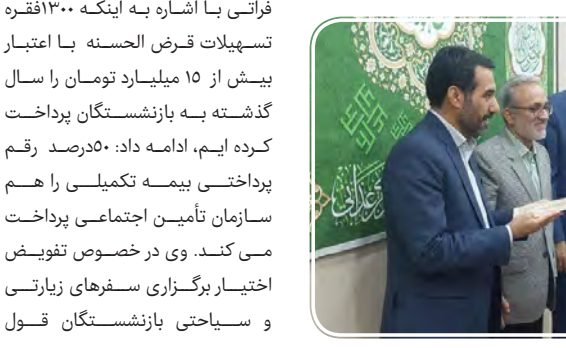 فراتی با اشاره به اینکه ۱۳۰۰فقره
تسهیلات قرض الحسنه با اعتبار
بیش از ۱۵ میلیارد تومان را سال
گذشته به بازنشستگان پرداخت
کرده ایم، ادامه داد: ۵۰درصد رقم
پرداختی بیمه تکمیلی را هم
سازمان تأمین اجتماعی پرداخت
می کند. وی در خصوص تفویض
اختیار برگزاری سفرهای زیارتی
و سیاحتی بازنشستگان قول